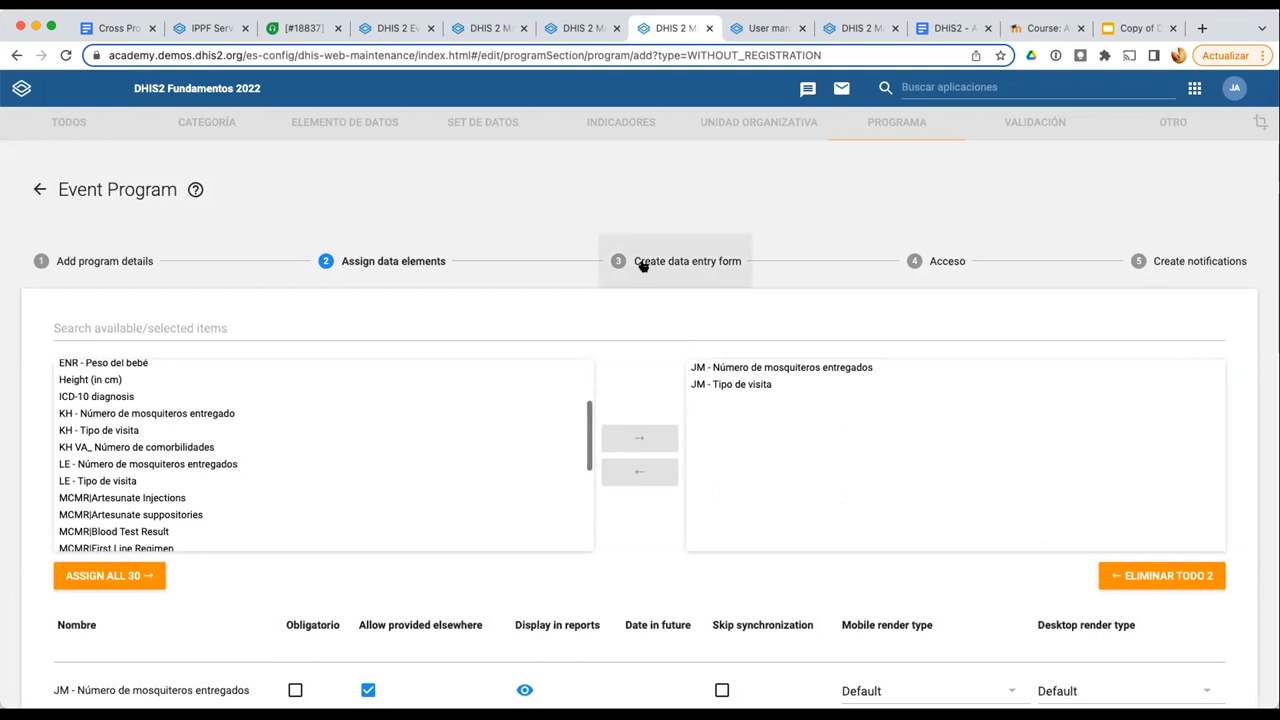 Cross Pro
IPPF Serv
[#18837]
DHIS 2 Ev
DHIS 2 Mo
DHIS 2 Ma
DHIS 2 M
User man
DHIS 2 Ma
DHIS2 - A
Course: A
Copy of D
academy.demos.dhis2.org/es-config/dhis-web-maintenance/index.html#/edit/programSection/program/add?type=WITHOUT_REGISTRATION
Actualizar
DHIS2 Fundamentos 2022
Buscar aplicaciones
JA
TODOS
CATEGORÍA
ELEMENTO DE DATOS
SET DE DATOS
INDICADORES
UNIDAD ORGANIZATIVA
PROGRAMA
VALIDACIÓN
OTRO
Event Program
1 Add program details
2 Assign data elements
3 Create data entry form
4 Acceso
5 Create notifications
Search available/selected items
ENR - Peso del bebé
Height (in cm)
ICD-10 diagnosis
KH - Número de mosquiteros entregado
KH - Tipo de visita
KH VA_ Número de comorbilidades
LE - Número de mosquiteros entregados
LE - Tipo de visita
MCMR|Artesunate Injections
MCMR|Artesunate suppositories
MCMR|Blood Test Result
MCMR|First Line Regimen
JM - Número de mosquiteros entregados
JM - Tipo de visita
ASSIGN ALL 30 →
← ELIMINAR TODO 2
Nombre
Obligatorio
Allow provided elsewhere
Display in reports
Date in future
Skip synchronization
Mobile render type
Desktop render type
JM - Número de mosquiteros entregados
Default
Default